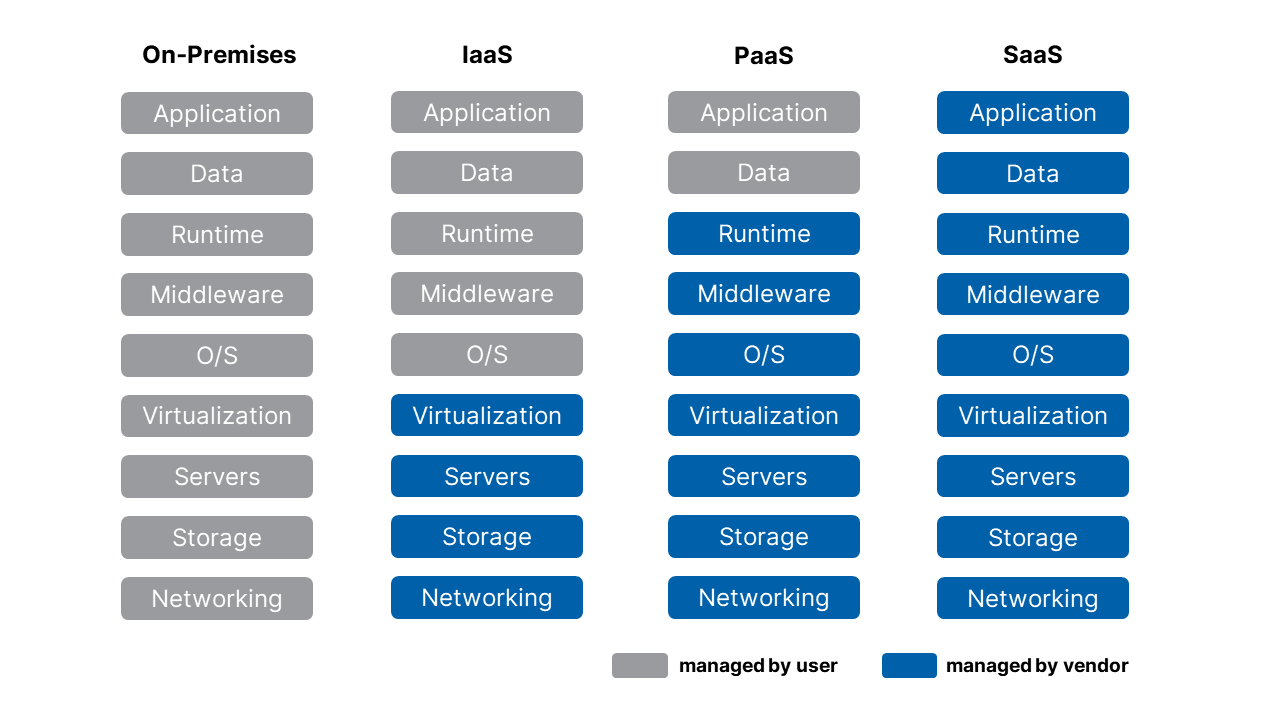 On-Premises IaaS PaaS SaaS
Application Application Application Application
Data Data Data Data
Runtime Runtime Runtime Runtime
Middleware Middleware Middleware Middleware
O/S O/S O/S O/S
Virtualization Virtualization Virtualization Virtualization
Servers Servers Servers Servers
Storage Storage Storage Storage
Networking Networking Networking Networking
managed by user managed by vendor